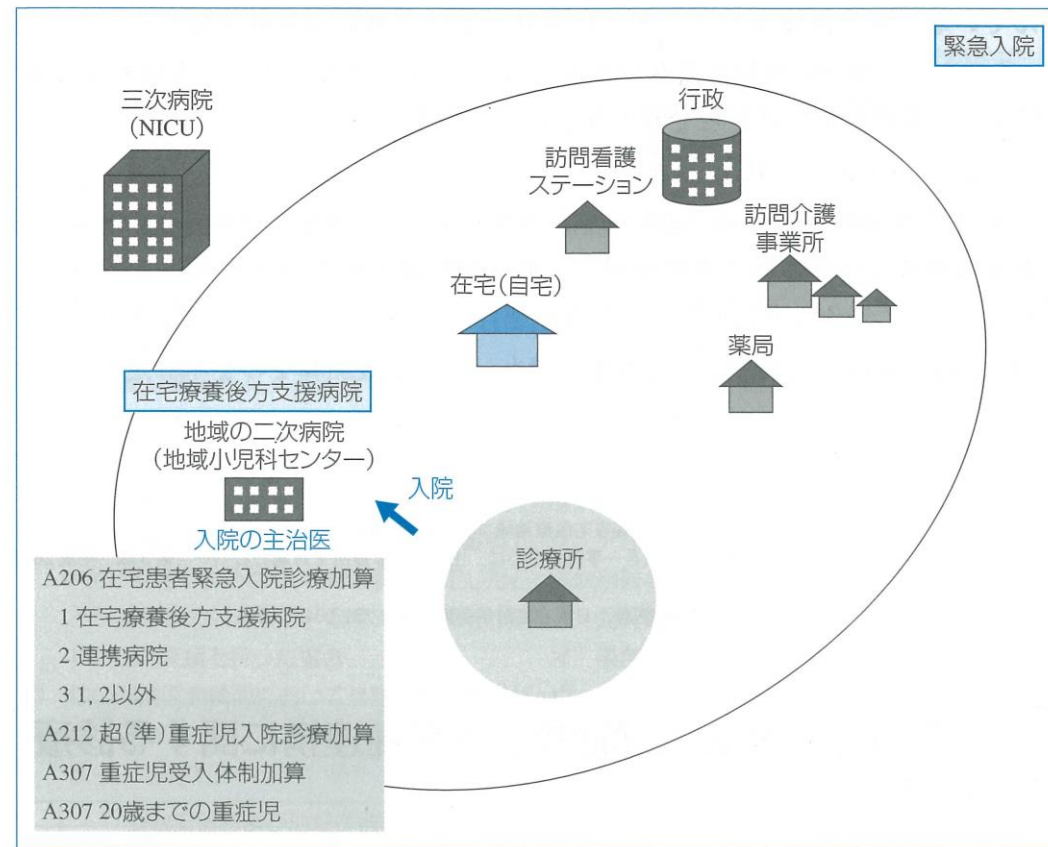 緊急入院
三次病院
(NICU)
行政
訪問看護
ステーション
訪問介護
事業所
在宅(自宅)
薬局
在宅療養後方支援病院
地域の二次病院
(地域小児科センター)
入院
入院の主治医
診療所
A206 在宅患者緊急入院診療加算
1 在宅療養後方支援病院
2 連携病院
3 1, 2以外
A212 超(準)重症児入院診療加算
A307 重症児受入体制加算
A307 20歳までの重症児